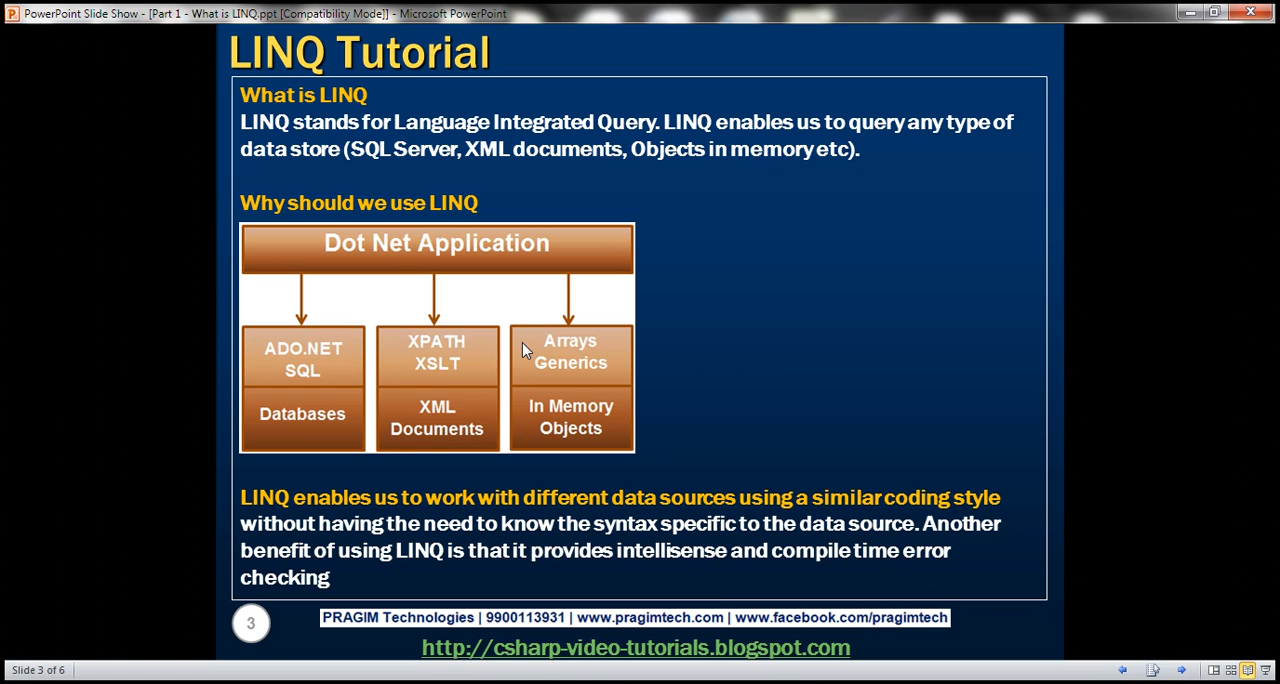 PowerPoint Slide Show - [Part 1 - What is LINQ.ppt [Compatibility Mode]] - Microsoft PowerPoint
LINQ Tutorial
What is LINQ
LINQ stands for Language Integrated Query. LINQ enables us to query any type of
data store (SQL Server, XML documents, Objects in memory etc).
Why should we use LINQ
Dot Net Application
ADO.NET
SQL
Databases
XPATH
XSLT
XML
Documents
Arrays
Generics
In Memory
Objects
LINQ enables us to work with different data sources using a similar coding style
without having the need to know the syntax specific to the data source. Another
benefit of using LINQ is that it provides intellisense and compile time error
checking
3
PRAGIM Technologies | 9900113931 | www.pragimtech.com | www.facebook.com/pragimtech
http://csharp-video-tutorials.blogspot.com
Slide 3 of 6